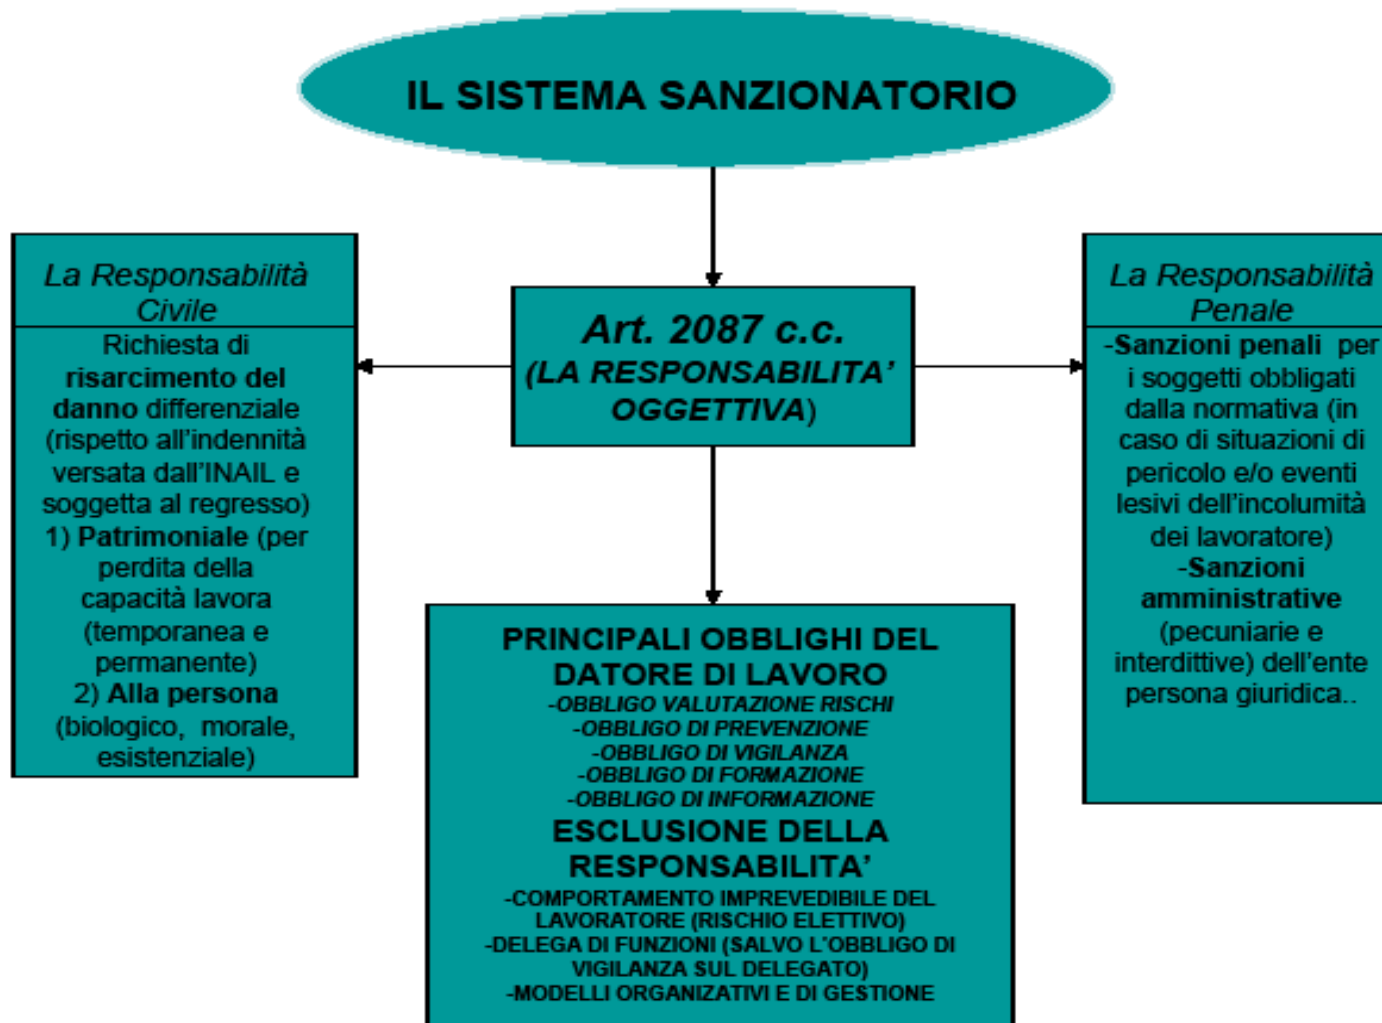 IL SISTEMA SANZIONATORIO
La Responsabilità
Civile
Richiesta di
risarcimento del
danno differenziale
(rispetto all'indennità
versata dall'INAIL e
soggetta al regresso)
1) Patrimoniale (per
perdita della
capacità lavora
(temporanea e
permanente)
2) Alla persona
(biologico, morale,
esistenziale)
Art. 2087 c.c.
(LA RESPONSABILITA'
OGGETTIVA)
La Responsabilità
Penale
-Sanzioni penali per
i soggetti obbligati
dalla normativa (in
caso di situazioni di
pericolo e/o eventi
lesivi dell'incolumità
dei lavoratore)
-Sanzioni
amministrative
(pecuniarie e
interdittive) dell'ente
persona giuridica..
PRINCIPALI OBBLIGHI DEL
DATORE DI LAVORO
-OBBLIGO VALUTAZIONE RISCHI
-OBBLIGO DI PREVENZIONE
-OBBLIGO DI VIGILANZA
-OBBLIGO DI FORMAZIONE
-OBBLIGO DI INFORMAZIONE
ESCLUSIONE DELLA
RESPONSABILITA'
-COMPORTAMENTO IMPREVEDIBILE DEL
LAVORATORE (RISCHIO ELETTIVO)
-DELEGA DI FUNZIONI (SALVO L'OBBLIGO DI
VIGILANZA SUL DELEGATO)
-MODELLI ORGANIZATIVI E DI GESTIONE